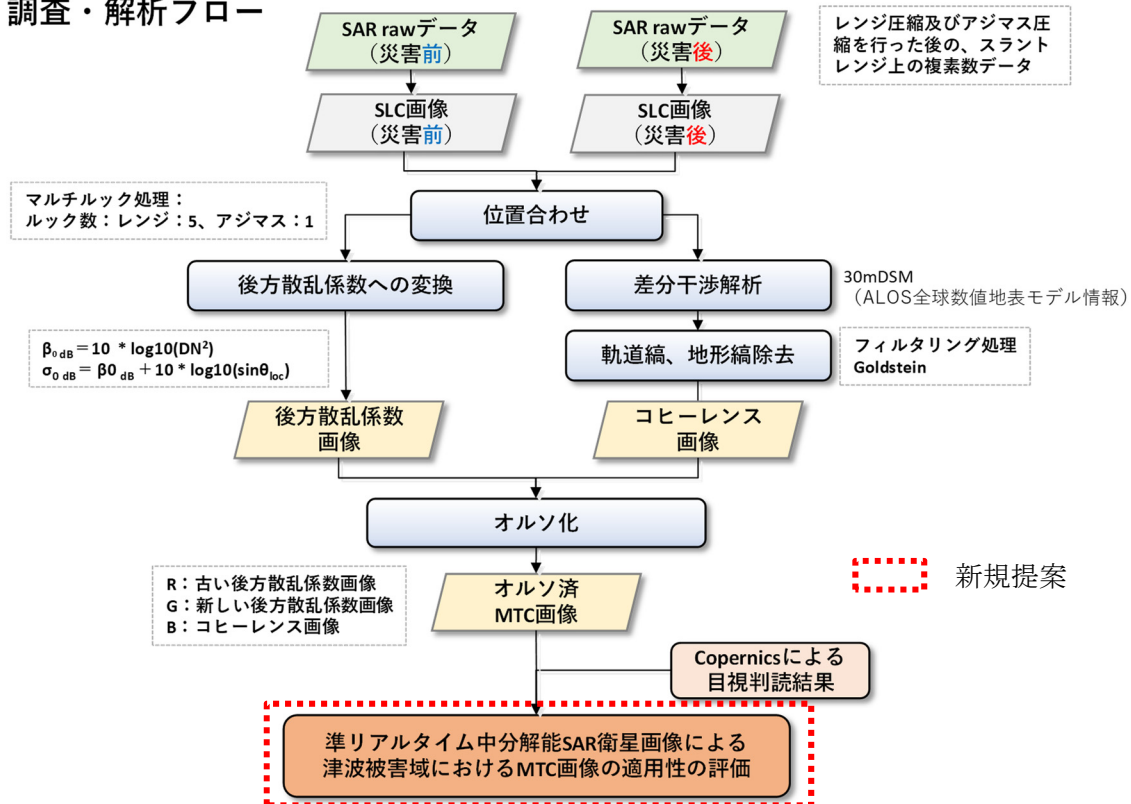 調査・解析フロー
SAR rawデータ
（災害前）
SAR rawデータ
（災害後）
レンジ圧縮及びアジマス圧
縮を行った後の、スラント
レンジ上の複素数データ
SLC画像
（災害前）
SLC画像
（災害後）
マルチルック処理：
ルック数：レンジ：5、アジマス：1
位置合わせ
後方散乱係数への変換
差分干渉解析
30mDSM
（ALOS全球数値地表モデル情報）
β₀ dB＝10 * log10(DN²)
σ₀ dB＝ β0 dB＋10 * log10(sinθloc)
軌道縞、地形縞除去
フィルタリング処理
Goldstein
後方散乱係数
画像
コヒーレンス
画像
オルソ化
R：古い後方散乱係数画像
G：新しい後方散乱係数画像
B：コヒーレンス画像
オルソ済
MTC画像
新規提案
Copernicsによる
目視判読結果
準リアルタイム中分解能SAR衛星画像による
津波被害域におけるMTC画像の適用性の評価